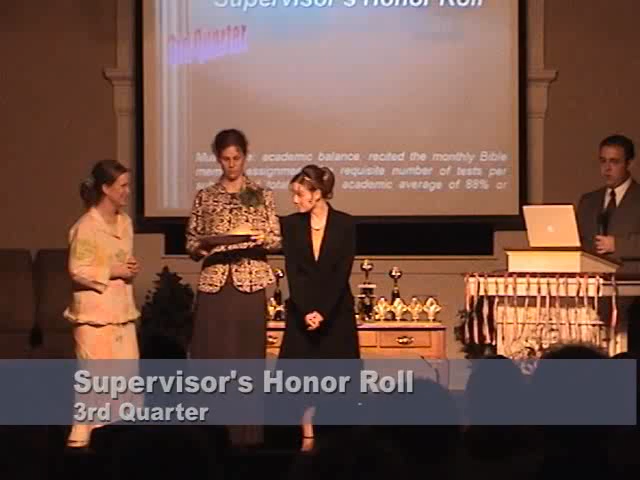 Supervisor's Honor Roll
3rd Quarter
academic balance, recited the monthly Bible
requisite number of tests per
academic average of 88% or
Supervisor's Honor Roll
3rd Quarter